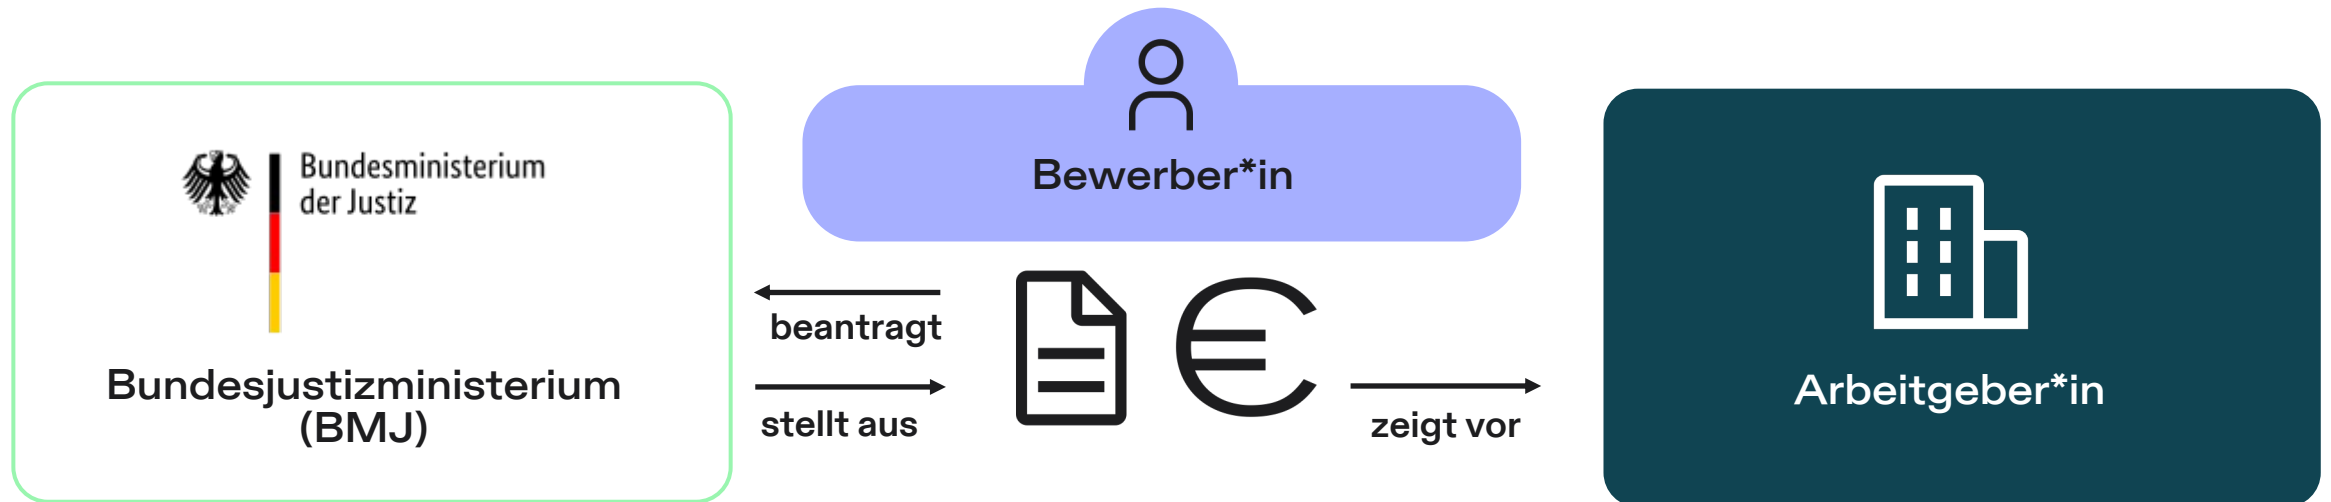 Bundesministerium
der Justiz
Bundesjustizministerium
(BMJ)
Bewerber*in
beantragt
stellt aus
€
zeigt vor
Arbeitgeber*in